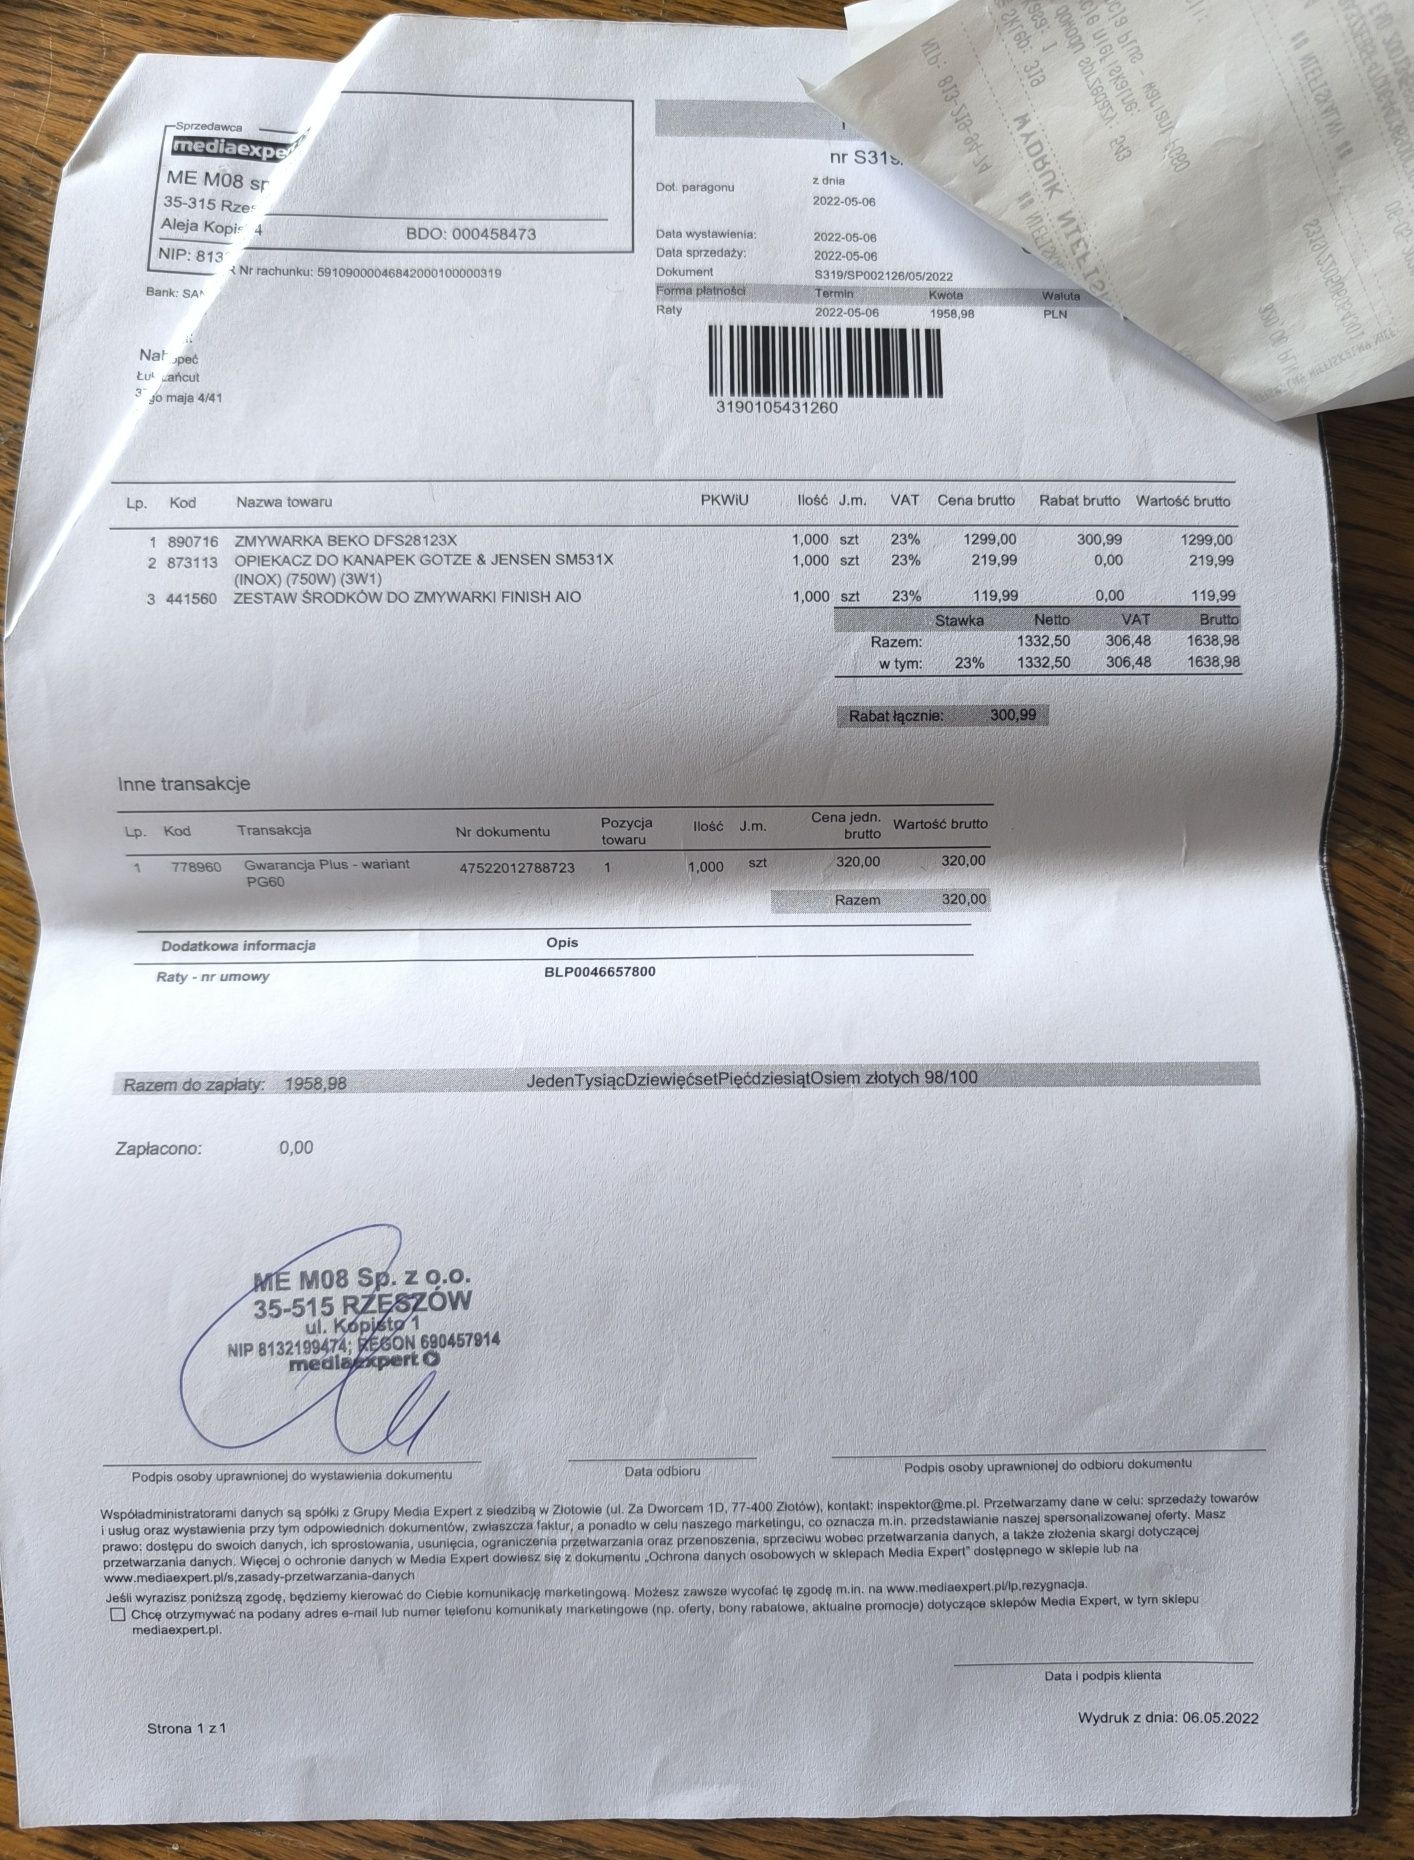 Sprzedawca
mediaexpe
ME M08 sp
35-315 Rze
Aleja Kopis 4
BDO: 000458473
NIP: 813
Nr rachunku: 59109000046842000100000319
Bank: SAN
Nab
opeć
Łu ańcut
go maja 4/41
nr S319
Dot. paragonu
z dnia
2022-05-06
Data wystawienia: 2022-05-06
Data sprzedaży: 2022-05-06
Dokument S319/SP002126/05/2022
Forma płatności Termin Kwota Waluta
Raty 2022-05-06 1958,98 PLN
3190105431260
Lp. Kod Nazwa towaru PKWiU Ilość J.m. VAT Cena brutto Rabat brutto Wartość brutto
1 890716 ZMYWARKA BEKO DFS28123X 1,000 szt 23% 1299,00 300,99 1299,00
2 873113 OPIEKACZ DO KANAPEK GOTZE & JENSEN SM531X 1,000 szt 23% 219,99 0,00 219,99
(INOX) (750W) (3W1)
3 441560 ZESTAW ŚRODKÓW DO ZMYWARKI FINISH AIO 1,000 szt 23% 119,99 0,00 119,99
Stawka Netto VAT Brutto
Razem: 1332,50 306,48 1638,98
w tym: 23% 1332,50 306,48 1638,98
Rabat łącznie: 300,99
Inne transakcje
Lp. Kod Transakcja Nr dokumentu Pozycja towaru Ilość J.m. Cena jedn. brutto Wartość brutto
1 778960 Gwarancja Plus - wariant 47522012788723 1 1,000 szt 320,00 320,00
PG60
Razem 320,00
Dodatkowa informacja Opis
Raty - nr umowy BLP0046657800
Razem do zapłaty: 1958,98 JedenTysiącDziewięćsetPięćdziesiątOsiem złotych 98/100
Zapłacono: 0,00
ME M08 Sp. z o.o.
35-515 RZESZÓW
ul. Kopisto 1
NIP 8132199474; REGON 690457914
mediaexpert
Podpis osoby uprawnionej do wystawienia dokumentu
Data odbioru
Podpis osoby uprawnionej do odbioru dokumentu
Współadministratorami danych są spółki z Grupy Media Expert z siedzibą w Złotowie (ul. Za Dworcem 1D, 77-400 Złotów), kontakt: inspektor@me.pl. Przetwarzamy dane w celu: sprzedaży towarów
i usług oraz wystawienia przy tym odpowiednich dokumentów, zwłaszcza faktur, a ponadto w celu naszego marketingu, co oznacza m.in. przedstawianie naszej spersonalizowanej oferty. Masz
prawo: dostępu do swoich danych, ich sprostowania, usunięcia, ograniczenia przetwarzania oraz przenoszenia, sprzeciwu wobec przetwarzania danych, a także złożenia skargi dotyczącej
przetwarzania danych. Więcej o ochronie danych w Media Expert dowiesz się z dokumentu „Ochrona danych osobowych w sklepach Media Expert” dostępnego w sklepie lub na
www.mediaexpert.pl/s,zasady-przetwarzania-danych
Jeśli wyrazisz poniższą zgodę, będziemy kierować do Ciebie komunikację marketingową. Możesz zawsze wycofać tę zgodę m.in. na www.mediaexpert.pl/lp,rezygnacja.
Chcę otrzymywać na podany adres e-mail lub numer telefonu komunikaty marketingowe (np. oferty, bony rabatowe, aktualne promocje) dotyczące sklepów Media Expert, w tym sklepu
mediaexpert.pl.
Data i podpis klienta
Strona 1 z 1
Wydruk z dnia: 06.05.2022